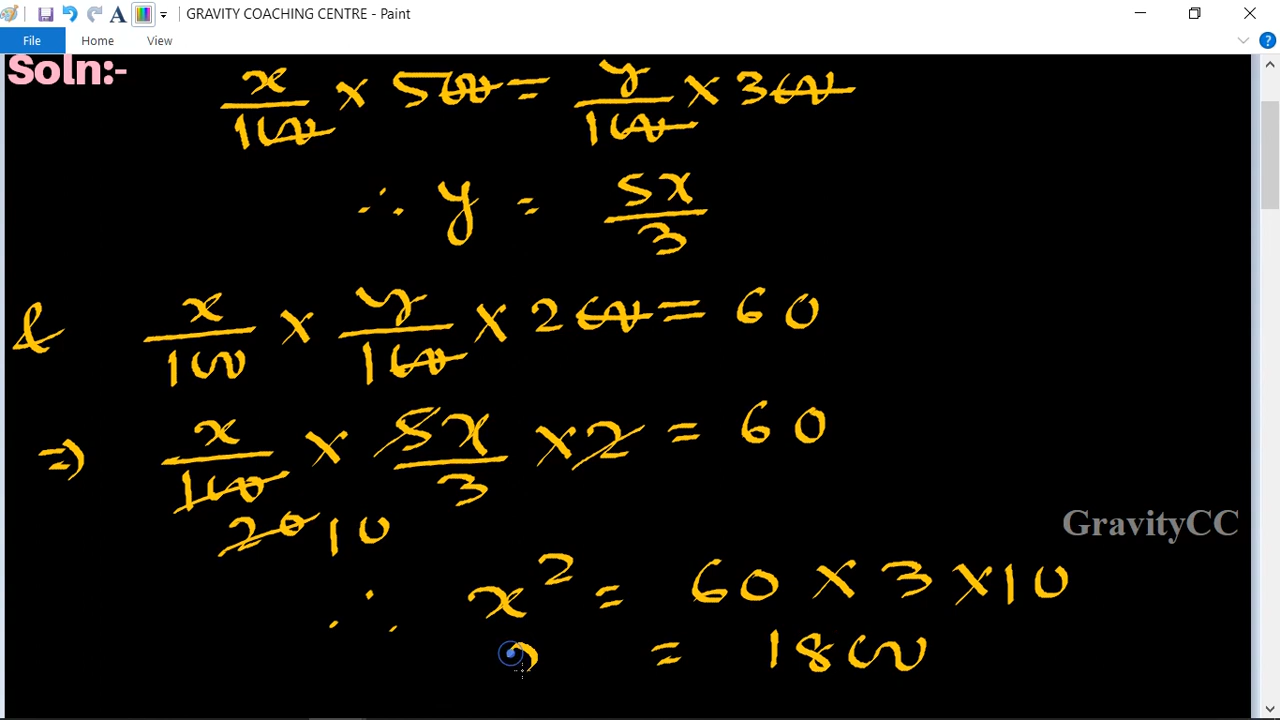 GRAVITY COACHING CENTRE - Paint
File Home View
Soln:-
x/100 × 500 = y/100 × 300
∴ y = 5x/3
& x/100 × y/100 × 200 = 60
⇒ x/100 × 5x/3 × 2 = 60
20 10
GravityCC
∴ x² = 60 × 3 × 10
= 1800